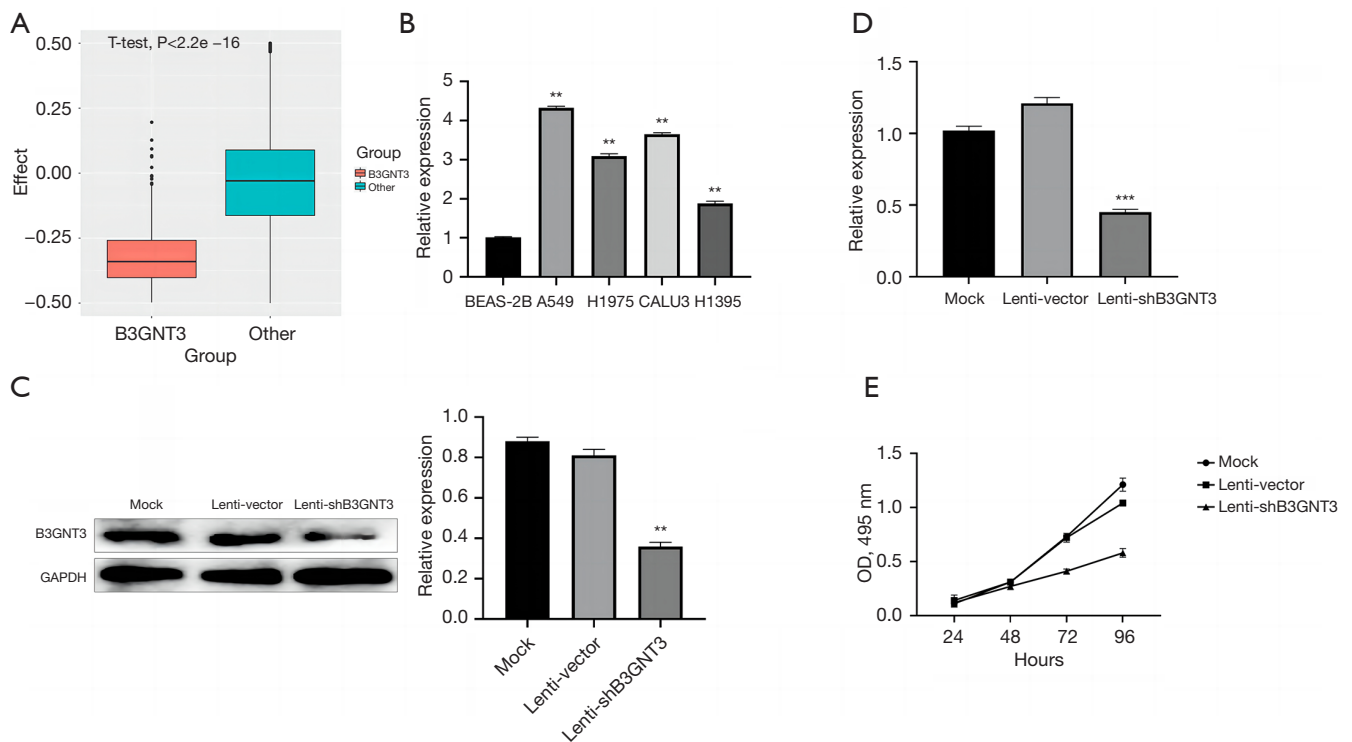 A
T-test, P<2.2e −16
0.50
0.25
0.00
−0.25
−0.50
Effect
B3GNT3
Other
Group
Group
B3GNT3
Other
B
Relative expression
5
4
3
2
1
0
**
**
**
**
BEAS-2B A549 H1975 CALU3 H1395
D
Relative expression
1.5
1.0
0.5
0.0
***
Mock
Lenti-vector
Lenti-shB3GNT3
C
Mock
Lenti-vector
Lenti-shB3GNT3
B3GNT3
GAPDH
Relative expression
1.0
0.8
0.6
0.4
0.2
0.0
**
Mock
Lenti-vector
Lenti-shB3GNT3
E
OD, 495 nm
1.5
1.0
0.5
0.0
24 48 72 96
Hours
Mock
Lenti-vector
Lenti-shB3GNT3